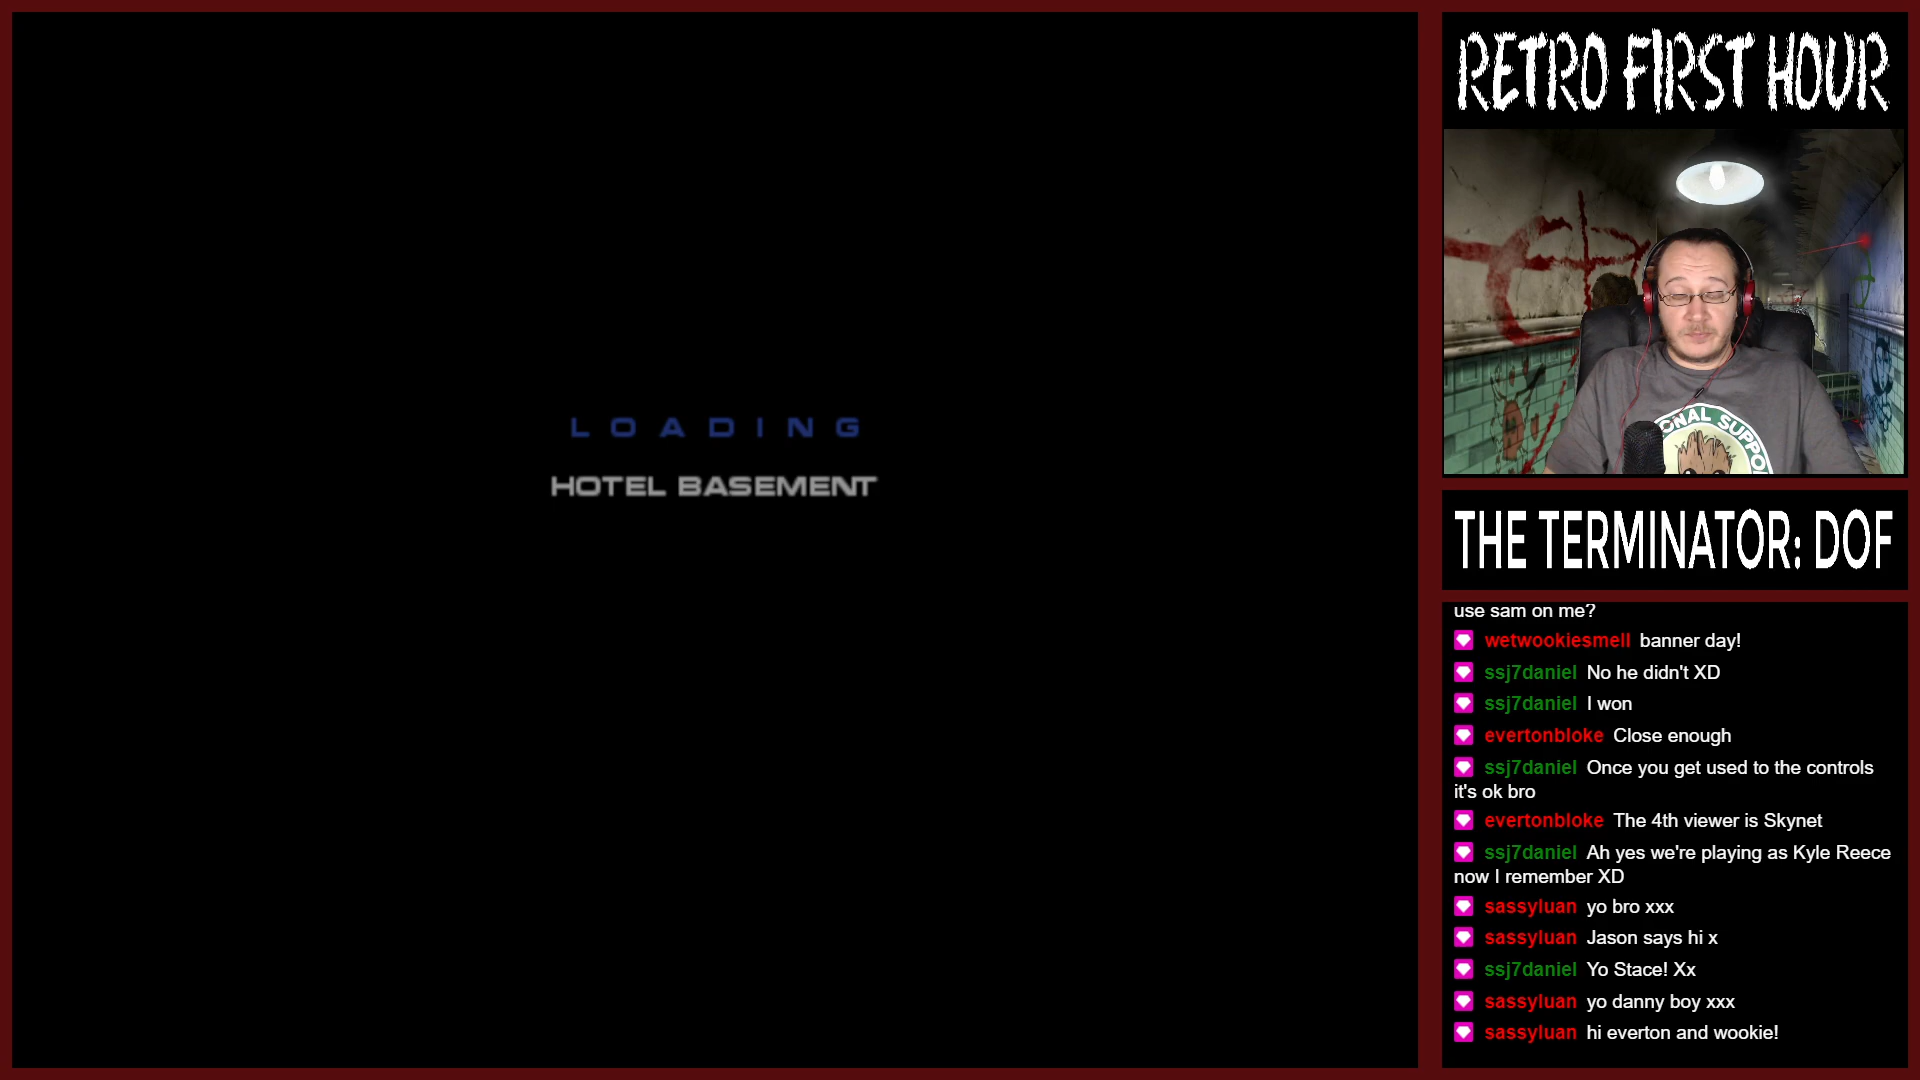 RETRO FIRST HOUR
LOADING
HOTEL BASEMENT
ONAL SUPPO
THE TERMINATOR: DOF
use sam on me?
wetwookiesmell banner day!
ssj7daniel No he didn't XD
ssj7daniel I won
evertonbloke Close enough
ssj7daniel Once you get used to the controls
it's ok bro
evertonbloke The 4th viewer is Skynet
ssj7daniel Ah yes we're playing as Kyle Reece
now I remember XD
sassyluan yo bro xxx
sassyluan Jason says hi x
ssj7daniel Yo Stace! Xx
sassyluan yo danny boy xxx
sassyluan hi everton and wookie!